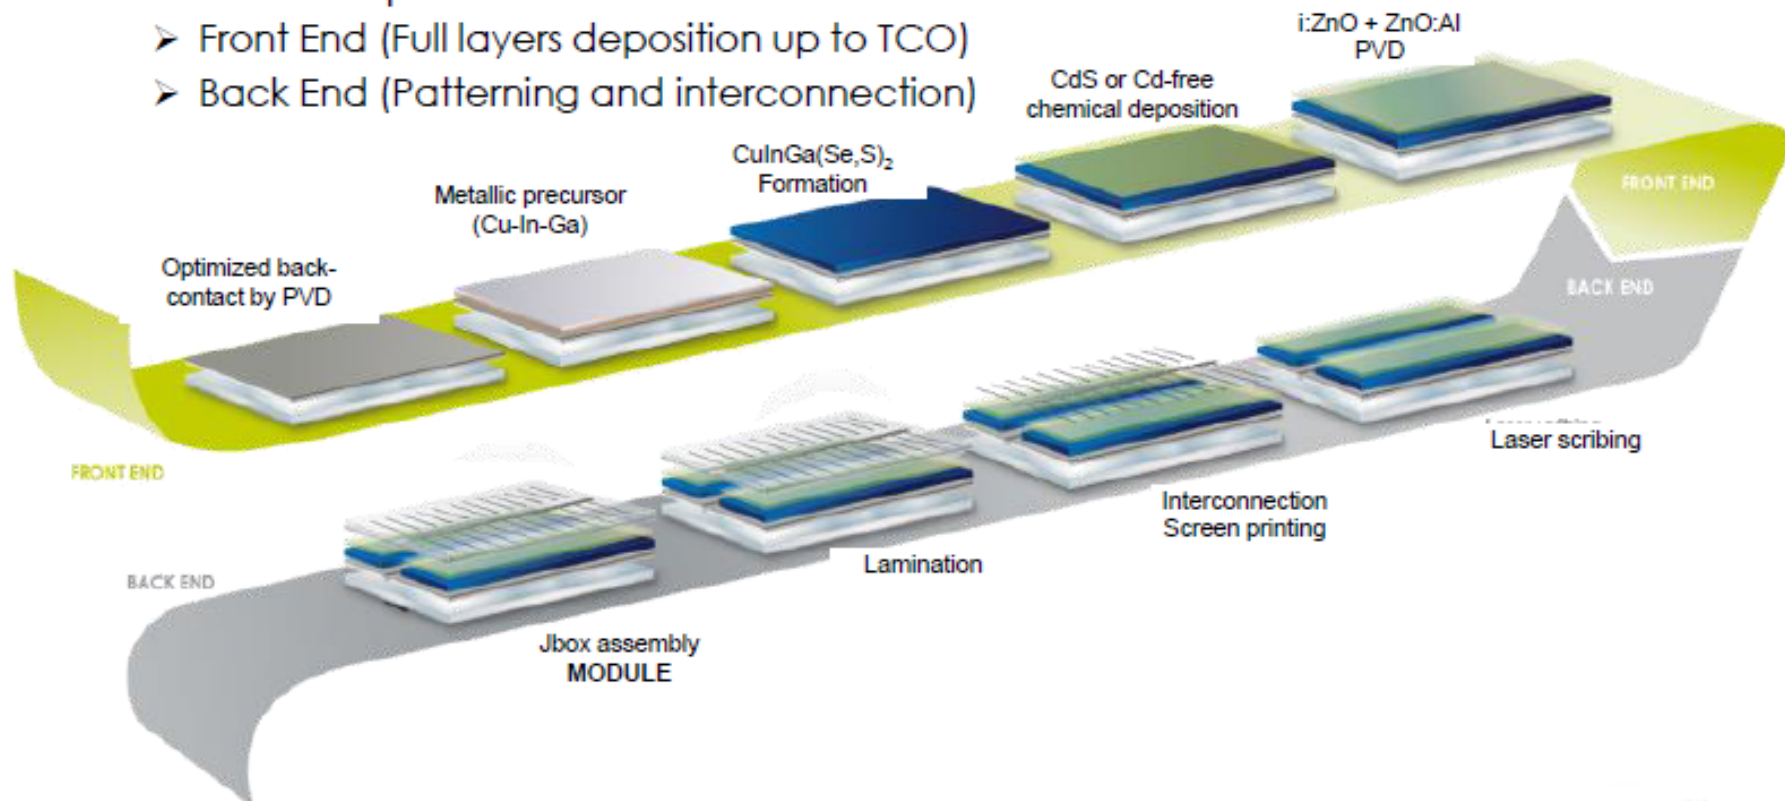 ➢ Front End (Full layers deposition up to TCO)
➢ Back End (Patterning and interconnection)
i:ZnO + ZnO:Al
PVD
CdS or Cd-free
chemical deposition
CuInGa(Se,S)₂
Formation
Metallic precursor
(Cu-In-Ga)
Optimized back-
contact by PVD
FRONT END
BACK END
FRONT END
Laser scribing
Interconnection
Screen printing
Lamination
BACK END
Jbox assembly
MODULE